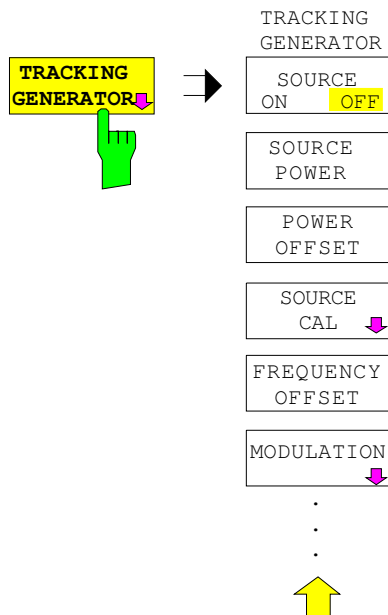 TRACKING
GENERATOR
TRACKING
GENERATOR
SOURCE
ON OFF
SOURCE
POWER
POWER
OFFSET
SOURCE
CAL
FREQUENCY
OFFSET
MODULATION
.
.
.